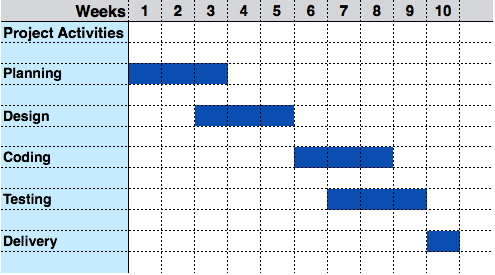 Weeks 1 2 3 4 5 6 7 8 9 10
Project Activities
Planning
Design
Coding
Testing
Delivery